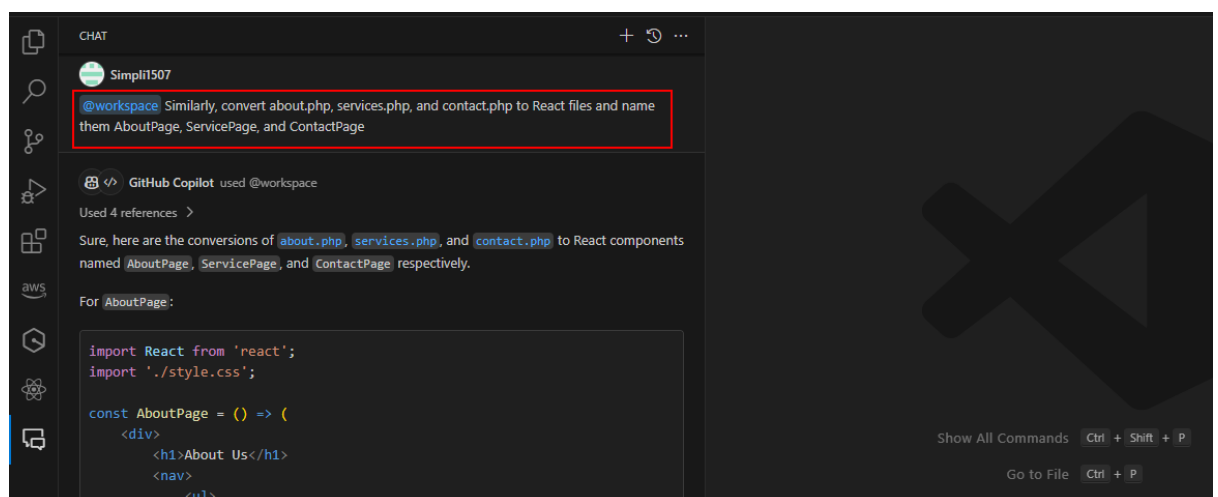 CHAT
Simpli1507
@workspace Similarly, convert about.php, services.php, and contact.php to React files and name
them AboutPage, ServicePage, and ContactPage
GitHub Copilot used @workspace
Used 4 references >
Sure, here are the conversions of about.php, services.php, and contact.php to React components
named AboutPage, ServicePage, and ContactPage respectively.
aws
For AboutPage:
import React from 'react';
import './style.css';
const AboutPage = () => (
<div>
<h1>About Us</h1>
<nav>
<ul>
Show All Commands Ctrl + Shift + P
Go to File Ctrl + P